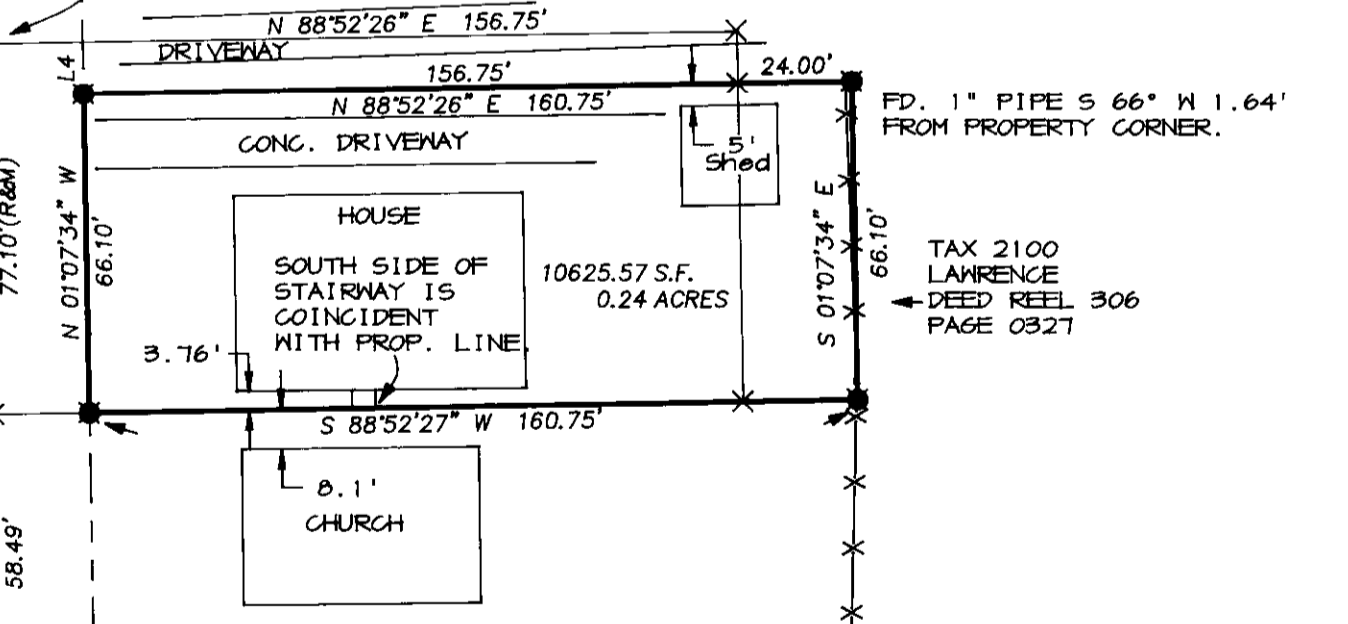 N 88°52'26" E 156.75'
DRIVEWAY
L4
156.75'
24.00'
N 88°52'26" E 160.75'
FD. 1" PIPE S 66° W 1.64'
FROM PROPERTY CORNER.
CONC. DRIVEWAY
5'
Shed
77.10'(R&M)
N 01°07'34" W
66.10'
HOUSE
SOUTH SIDE OF
STAIRWAY IS
COINCIDENT
WITH PROP. LINE
10625.57 S.F.
0.24 ACRES
S 01°07'34" E
66.10'
TAX 2100
LAWRENCE
DEED REEL 306
PAGE 0327
3.76'
S 88°52'27" W 160.75'
8.1'
CHURCH
58.49'